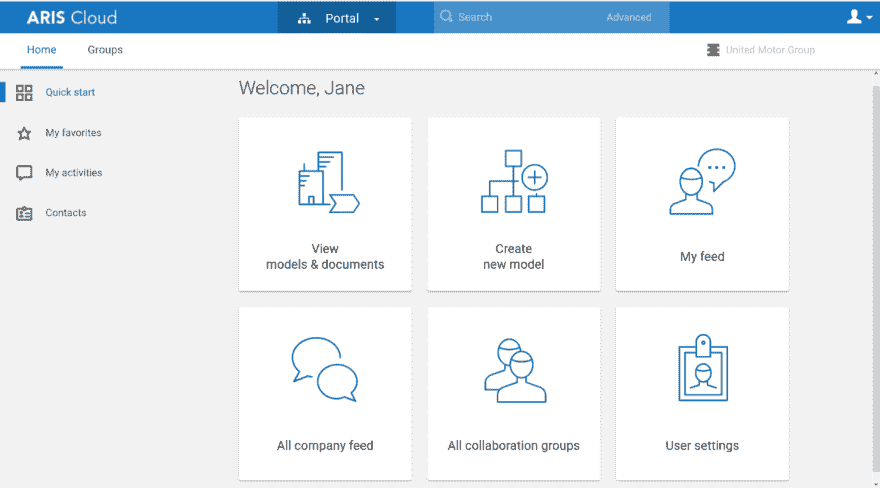 ARIS Cloud
Portal
Search
Advanced
Home
Groups
United Motor Group
Quick start
My favorites
My activities
Contacts
Welcome, Jane
View
models & documents
Create
new model
My feed
All company feed
All collaboration groups
User settings